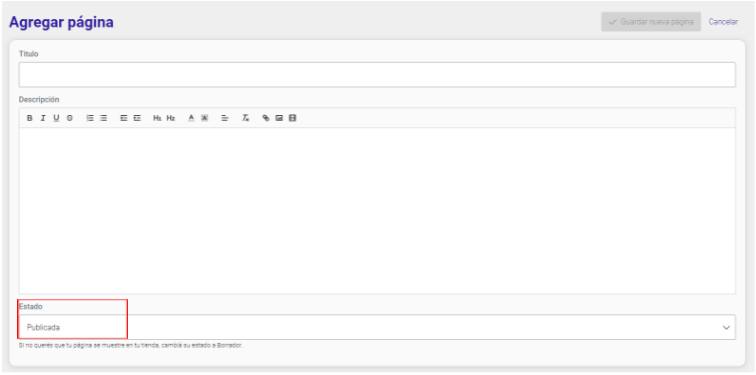 Agregar página
Guardar nueva página Cancelar
Título
Descripción
B I U S H1 H2 A A
Estado
Publicada
Si no querés que tu página se muestre en tu tienda, cambiá su estado a Borrador.